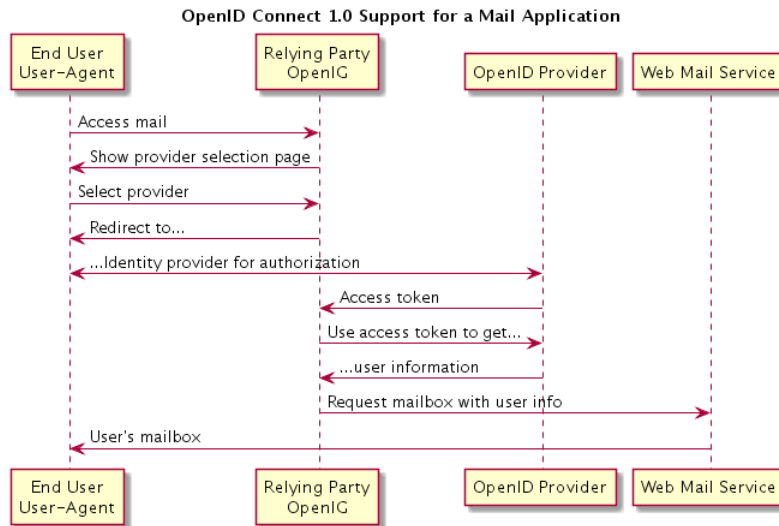 OpenID Connect 1.0 Support for a Mail Application
End User
User-Agent
Relying Party
OpenIG
OpenID Provider
Web Mail Service
Access mail
Show provider selection page
Select provider
Redirect to...
...Identity provider for authorization
Access token
Use access token to get...
...user information
Request mailbox with user info
User's mailbox
End User
User-Agent
Relying Party
OpenIG
OpenID Provider
Web Mail Service